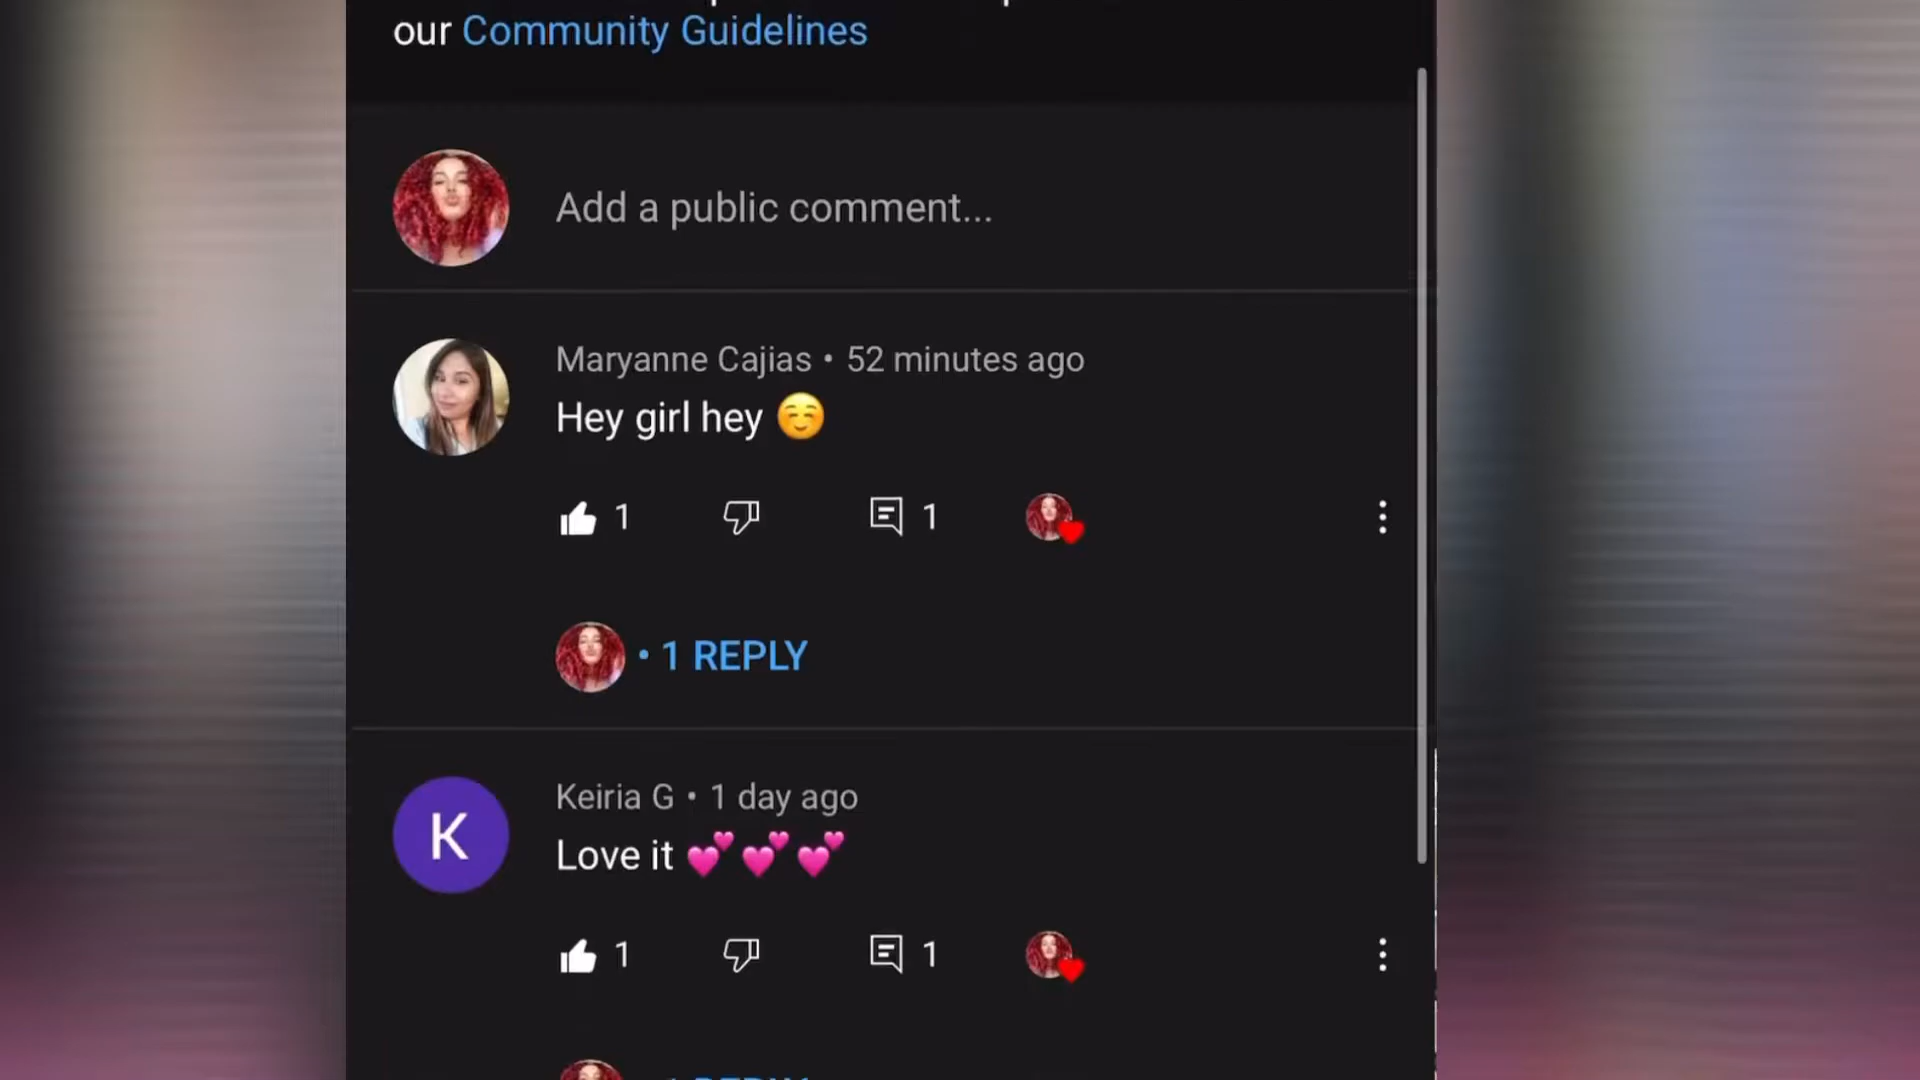 our Community Guidelines
Add a public comment...
Maryanne Cajias • 52 minutes ago
Hey girl hey ☺️
1 1
• 1 REPLY
K
Keiria G • 1 day ago
Love it 💕💕💕
1 1